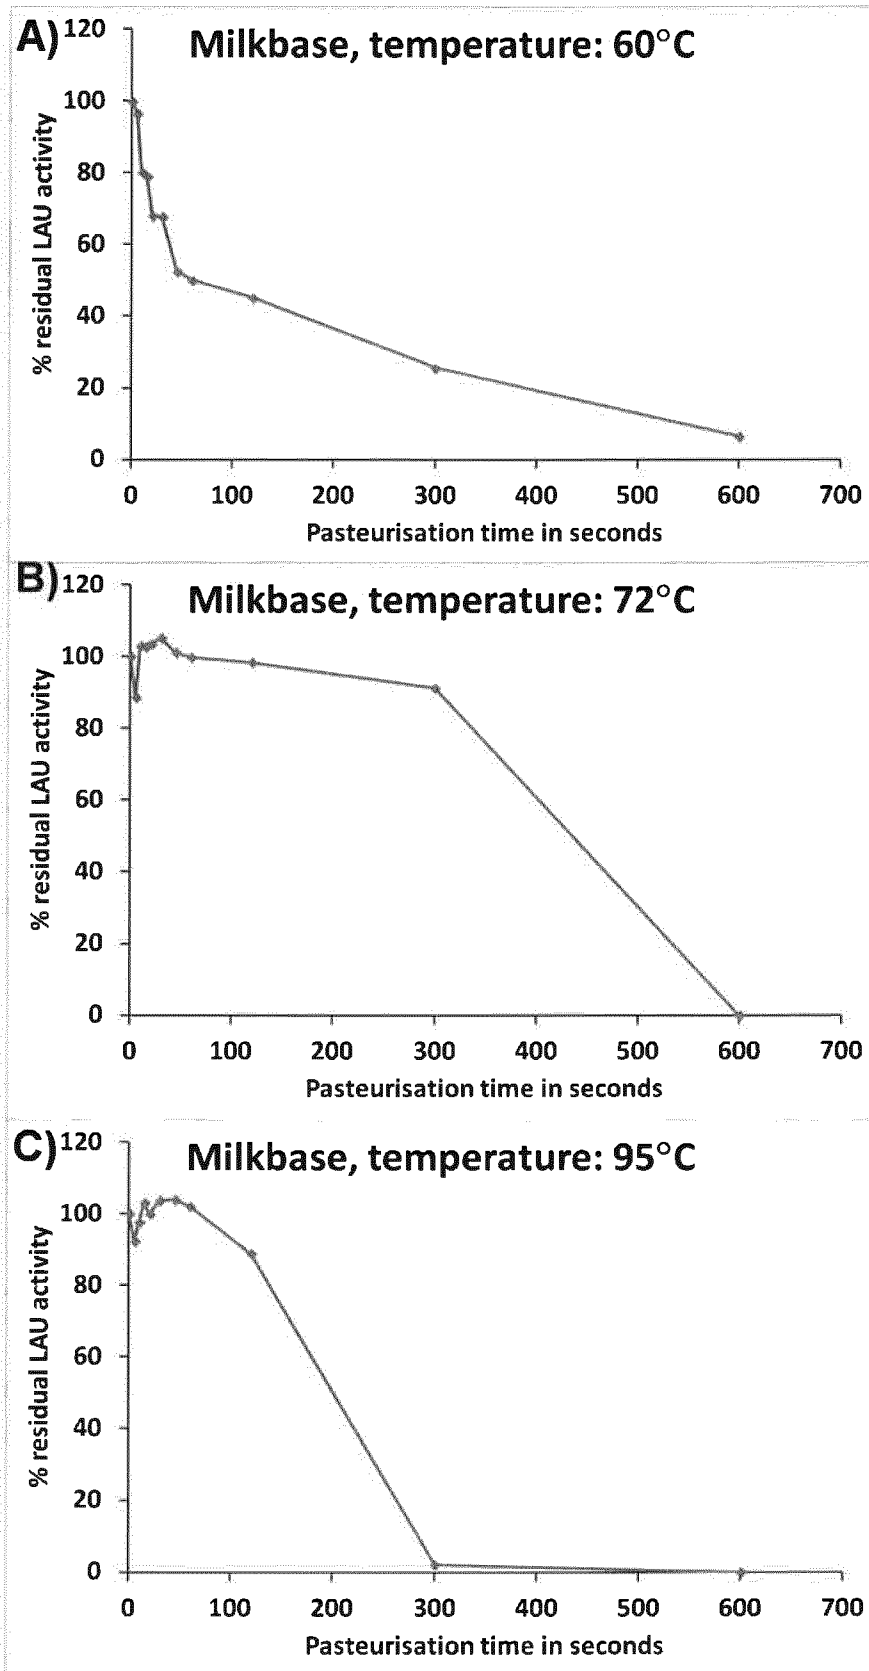 A)
Milkbase, temperature: 60°C
120
100
80
60
40
20
0
% residual LAU activity
0 100 200 300 400 500 600 700
Pasteurisation time in seconds
B)
Milkbase, temperature: 72°C
120
100
80
60
40
20
0
% residual LAU activity
0 100 200 300 400 500 600 700
Pasteurisation time in seconds
C)
Milkbase, temperature: 95°C
120
100
80
60
40
20
0
% residual LAU activity
0 100 200 300 400 500 600 700
Pasteurisation time in seconds